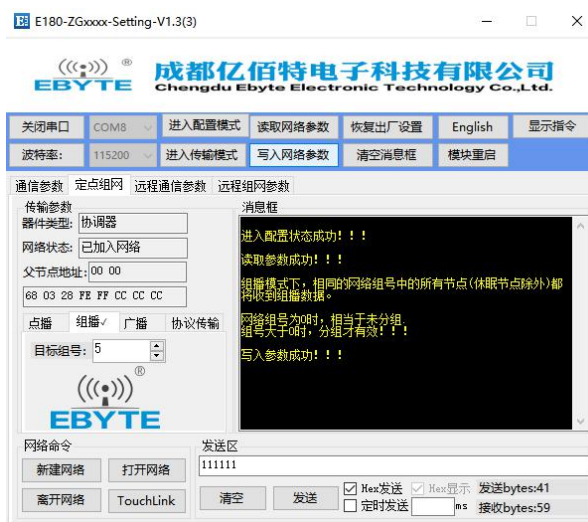 E180-ZGxxxx-Setting-V1.3(3)
EBYTE ®
成都亿佰特电子科技有限公司
Chengdu Ebyte Electronic Technology Co.,Ltd.
关闭串口 COM8 进入配置模式 读取网络参数 恢复出厂设置 English 显示指令
波特率: 115200 进入传输模式 写入网络参数 清空消息框 模块重启
通信参数 定点组网 远程通信参数 远程组网参数
传输参数
器件类型: 协调器
网络状态: 已加入网络
父节点地址: 00 00
68 03 28 FE FF CC CC CC
点播 组播√ 广播 协议传输
目标组号: 5
EBYTE ®
消息框
进入配置状态成功!!!
读取参数成功!!!
组播模式下，相同的网络组号中的所有节点(休眠节点除外)都
将收到组播数据。
网络组号为0时，相当于未分组.
组号大于0时，分组才有效!!!
写入参数成功!!!
网络命令
新建网络 打开网络
离开网络 TouchLink
发送区
111111
清空 发送
Hex发送 Hex显示 发送bytes:41
定时发送 ms 接收bytes:59